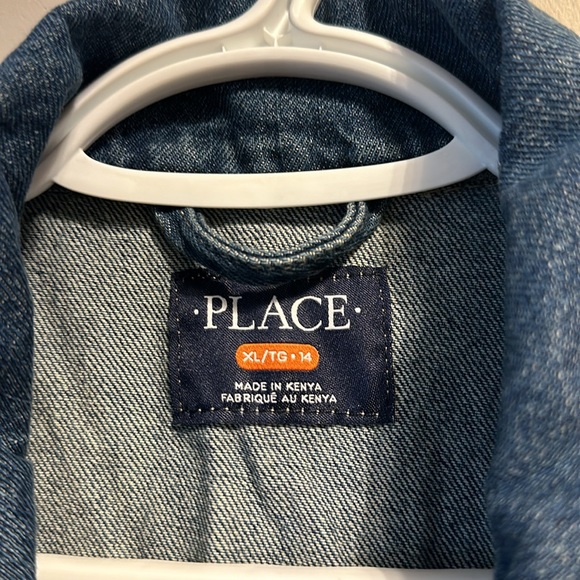 ·PLACE·
XL/TG • 14
MADE IN KENYA
FABRIQUÉ AU KENYA